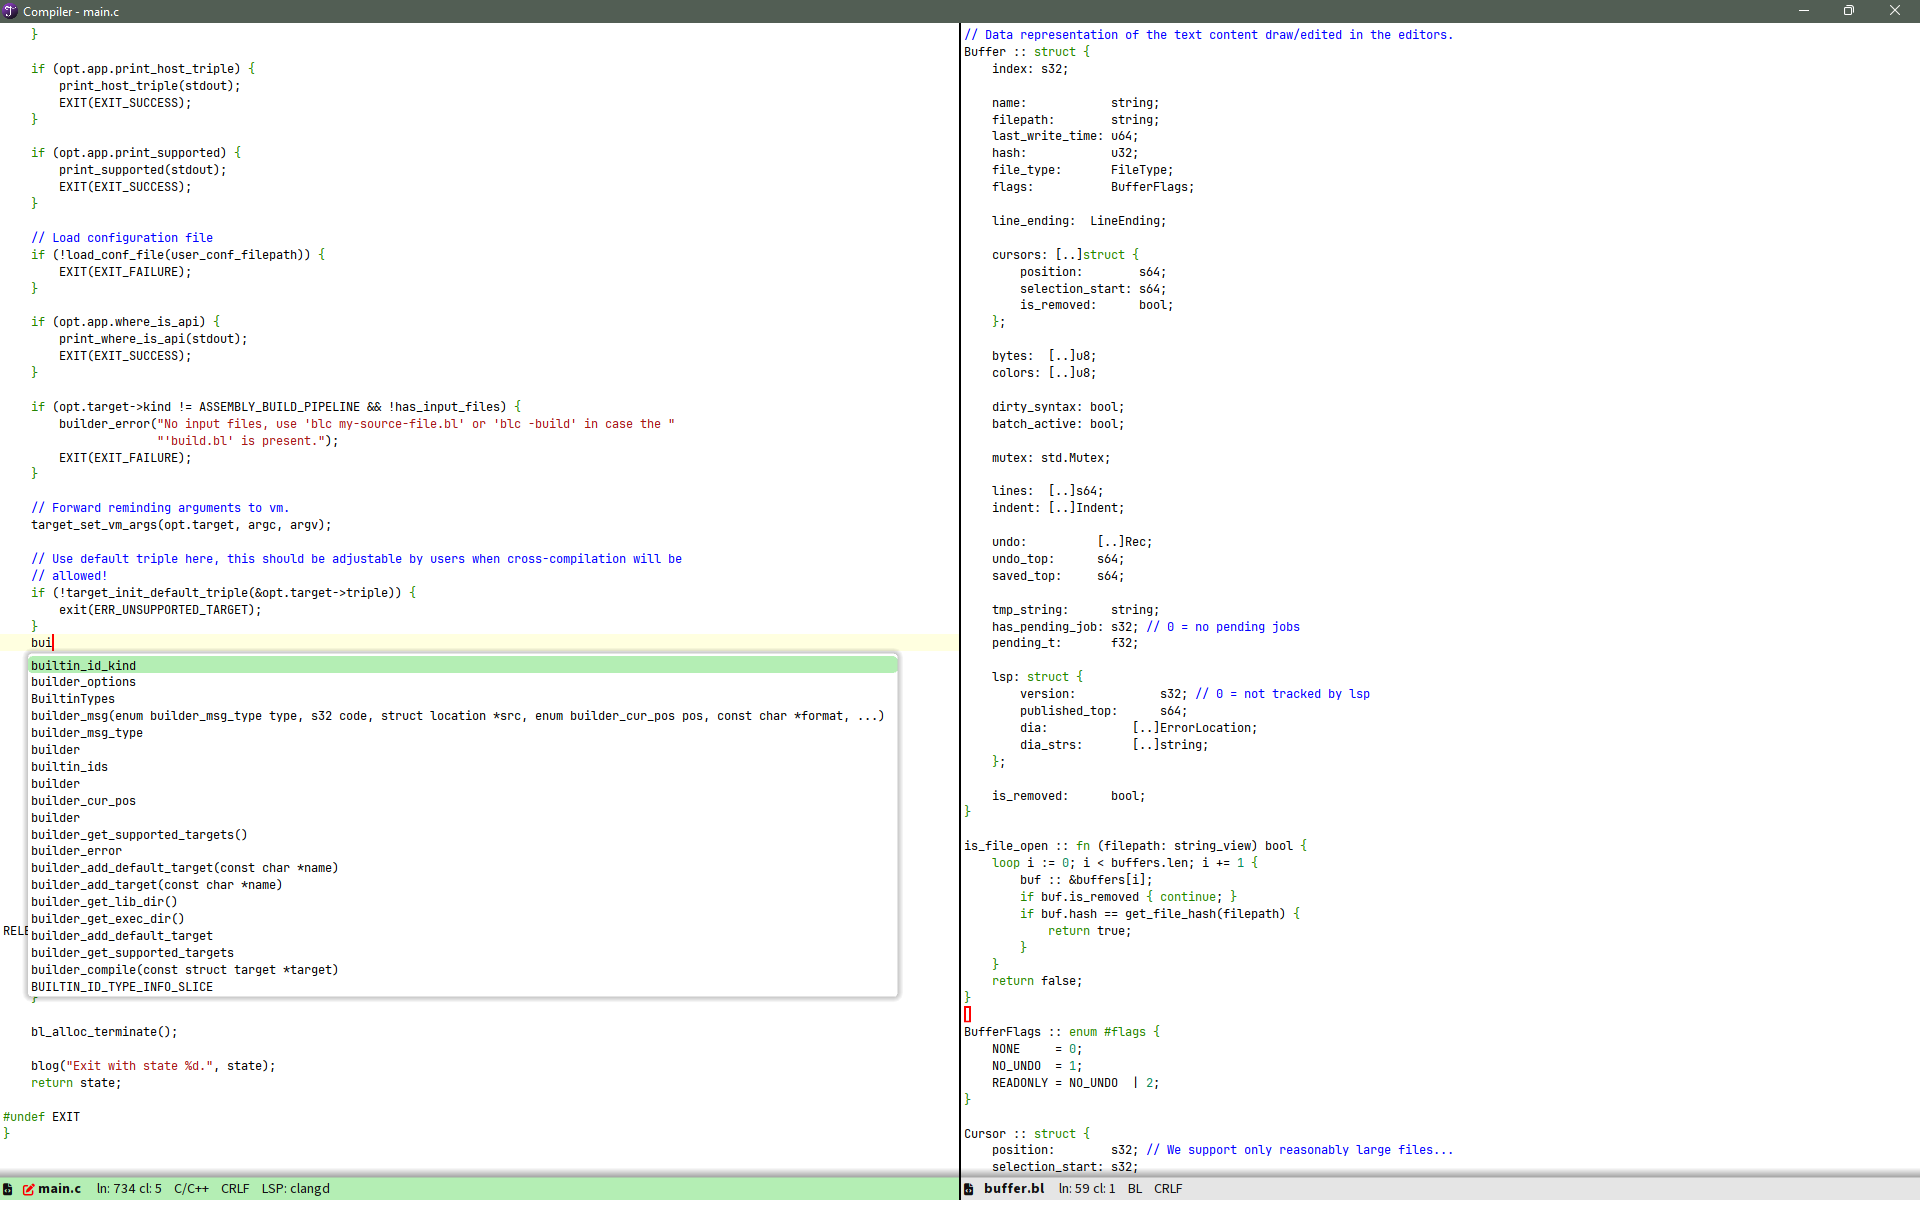 Compiler - main.c
}
if (opt.app.print_host_triple) {
print_host_triple(stdout);
EXIT(EXIT_SUCCESS);
}
if (opt.app.print_supported) {
print_supported(stdout);
EXIT(EXIT_SUCCESS);
}
// Load configuration file
if (!load_conf_file(user_conf_filepath)) {
EXIT(EXIT_FAILURE);
}
if (opt.app.where_is_api) {
print_where_is_api(stdout);
EXIT(EXIT_SUCCESS);
}
if (opt.target->kind != ASSEMBLY_BUILD_PIPELINE && !has_input_files) {
builder_error("No input files, use 'blc my-source-file.bl' or 'blc -build' in case the "
"'build.bl' is present.");
EXIT(EXIT_FAILURE);
}
// Forward reminding arguments to vm.
target_set_vm_args(opt.target, argc, argv);
// Use default triple here, this should be adjustable by users when cross-compilation will be
// allowed!
if (!target_init_default_triple(&opt.target->triple)) {
exit(ERR_UNSUPPORTED_TARGET);
}
bui
builtin_id_kind
builder_options
BuiltinTypes
builder_msg(enum builder_msg_type type, s32 code, struct location *src, enum builder_cur_pos pos, const char *format, ...)
builder_msg_type
builder
builtin_ids
builder
builder_cur_pos
builder
builder_get_supported_targets()
builder_error
builder_add_default_target(const char *name)
builder_add_target(const char *name)
builder_get_lib_dir()
builder_get_exec_dir()
RELE
builder_add_default_target
builder_get_supported_targets
builder_compile(const struct target *target)
BUILTIN_ID_TYPE_INFO_SLICE
}
bl_alloc_terminate();
blog("Exit with state %d.", state);
return state;
#undef EXIT
}
main.c ln: 734 cl: 5 C/C++ CRLF LSP: clangd
// Data representation of the text content draw/edited in the editors.
Buffer :: struct {
index: s32;
name: string;
filepath: string;
last_write_time: u64;
hash: u32;
file_type: FileType;
flags: BufferFlags;
line_ending: LineEnding;
cursors: [..]struct {
position: s64;
selection_start: s64;
is_removed: bool;
};
bytes: [..]u8;
colors: [..]u8;
dirty_syntax: bool;
batch_active: bool;
mutex: std.Mutex;
lines: [..]s64;
indent: [..]Indent;
undo: [..]Rec;
undo_top: s64;
saved_top: s64;
tmp_string: string;
has_pending_job: s32; // 0 = no pending jobs
pending_t: f32;
lsp: struct {
version: s32; // 0 = not tracked by lsp
published_top: s64;
dia: [..]ErrorLocation;
dia_strs: [..]string;
};
is_removed: bool;
}
is_file_open :: fn (filepath: string_view) bool {
loop i := 0; i < buffers.len; i += 1 {
buf :: &buffers[i];
if buf.is_removed { continue; }
if buf.hash == get_file_hash(filepath) {
return true;
}
}
return false;
}
BufferFlags :: enum #flags {
NONE = 0;
NO_UNDO = 1;
READONLY = NO_UNDO | 2;
}
Cursor :: struct {
position: s32; // We support only reasonably large files...
selection_start: s32;
buffer.bl ln: 59 cl: 1 BL CRLF